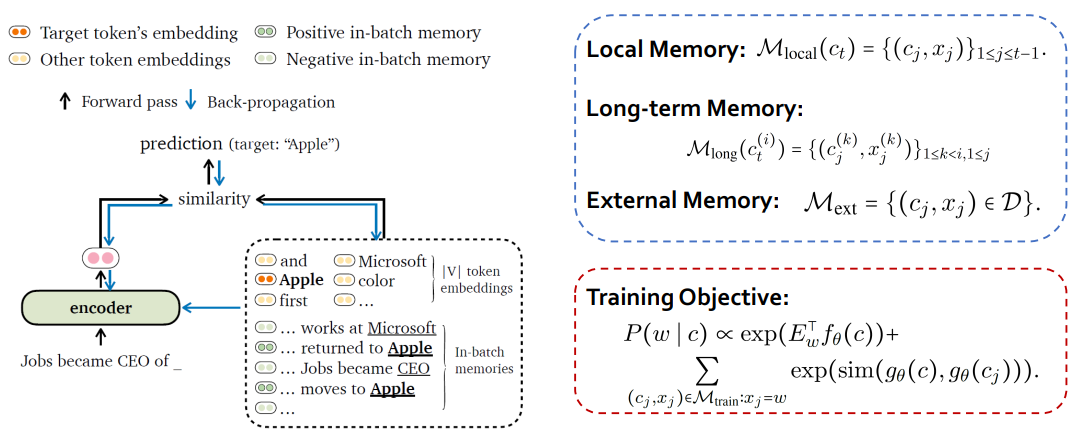 Target token's embedding
Positive in-batch memory
Other token embeddings
Negative in-batch memory
Forward pass
Back-propagation
prediction (target: "Apple")
similarity
encoder
Jobs became CEO of _
and
Microsoft
Apple
color
first
...
|V| token
embeddings
... works at Microsoft
... returned to Apple
... Jobs became CEO
... moves to Apple
...
In-batch
memories
Local Memory: ℳ_local(c_t) = {(c_j, x_j)}_{1≤j≤t−1}.
Long-term Memory:
ℳ_long(c_t^{(i)}) = {(c_j^{(k)}, x_j^{(k)})}_{1≤k<i,1≤j}
External Memory: ℳ_ext = {(c_j, x_j) ∈ 𝒟}.
Training Objective:
P(w | c) ∝ exp(E_w^⊤ f_θ(c))+
∑_{(c_j,x_j)∈ℳ_train:x_j=w} exp(sim(g_θ(c), g_θ(c_j))).